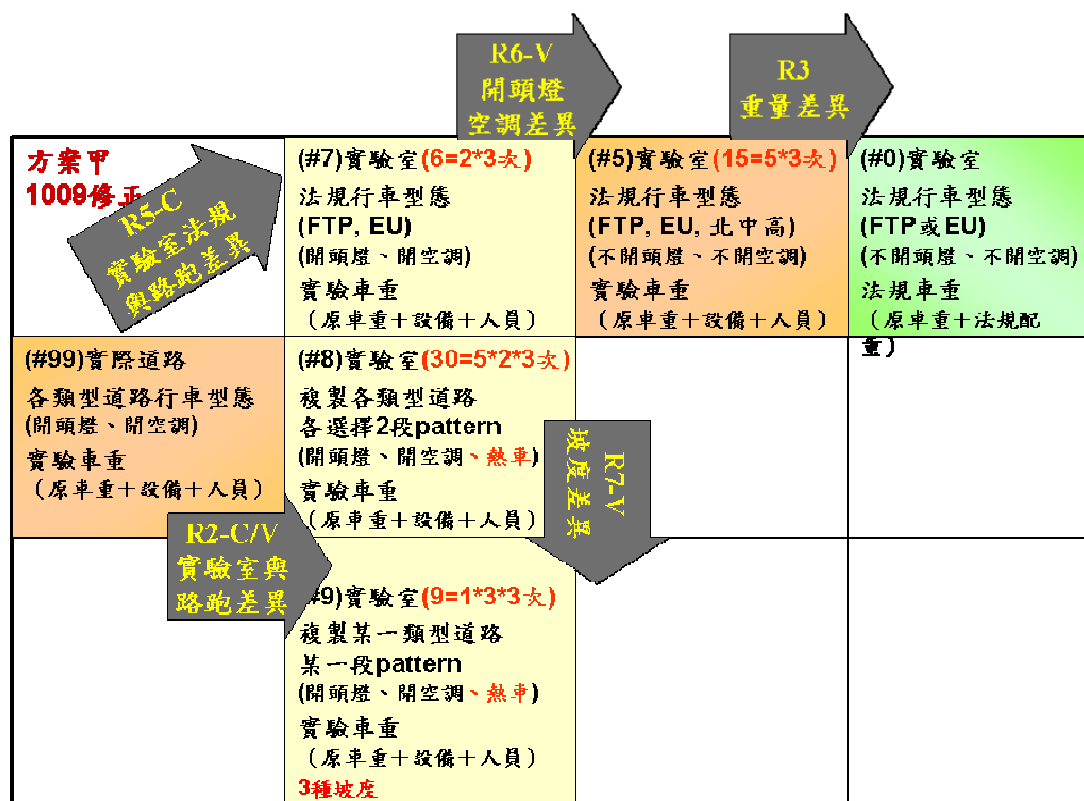 R6-V
開頭燈
空調差異
R3
重量差異
方案甲
1009修正
R5-C
實驗室法規
與路跑差異
(#7)實驗室(6=2*3次)
法規行車型態
(FTP, EU)
(開頭燈、開空調)
實驗車重
（原車重＋設備＋人員）
(#5)實驗室(15=5*3次)
法規行車型態
(FTP, EU, 北中高)
(不開頭燈、不開空調)
實驗車重
（原車重＋設備＋人員）
(#0)實驗室
法規行車型態
(FTP或EU)
(不開頭燈、不開空調)
法規車重
（原車重＋法規配
重）
(#99)實際道路
各類型道路行車型態
(開頭燈、開空調)
實驗車重
（原車重＋設備＋人員）
(#8)實驗室(30=5*2*3次)
複製各類型道路
各選擇2段pattern
(開頭燈、開空調、熱車)
實驗車重
（原車重＋設備＋人員）
R7-V
坡度差異
R2-C/V
實驗室與
路跑差異
#9)實驗室(9=1*3*3次)
複製某一類型道路
某一段pattern
(開頭燈、開空調、熱車)
實驗車重
（原車重＋設備＋人員）
3種坡度